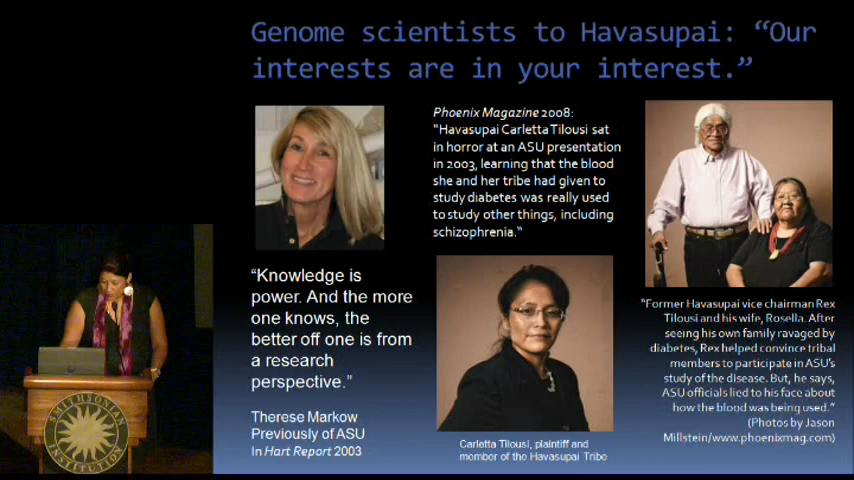 Genome scientists to Havasupai: “Our
interests are in your interest.”
Phoenix Magazine 2008:
“Havasupai Carletta Tilousi sat
in horror at an ASU presentation
in 2003, learning that the blood
she and her tribe had given to
study diabetes was really used
to study other things, including
schizophrenia.“
“Knowledge is
power. And the more
one knows, the
better off one is from
a research
perspective.”
Therese Markow
Previously of ASU
In Hart Report 2003
Carletta Tilousi, plaintiff and
member of the Havasupai Tribe
“Former Havasupai vice chairman Rex
Tilousi and his wife, Rosella. After
seeing his own family ravaged by
diabetes, Rex helped convince tribal
members to participate in ASU’s
study of the disease. But, he says,
ASU officials lied to his face about
how the blood was being used.”
(Photos by Jason
Millstein/www.phoenixmag.com)
SMITHSONIAN
INSTITUTION